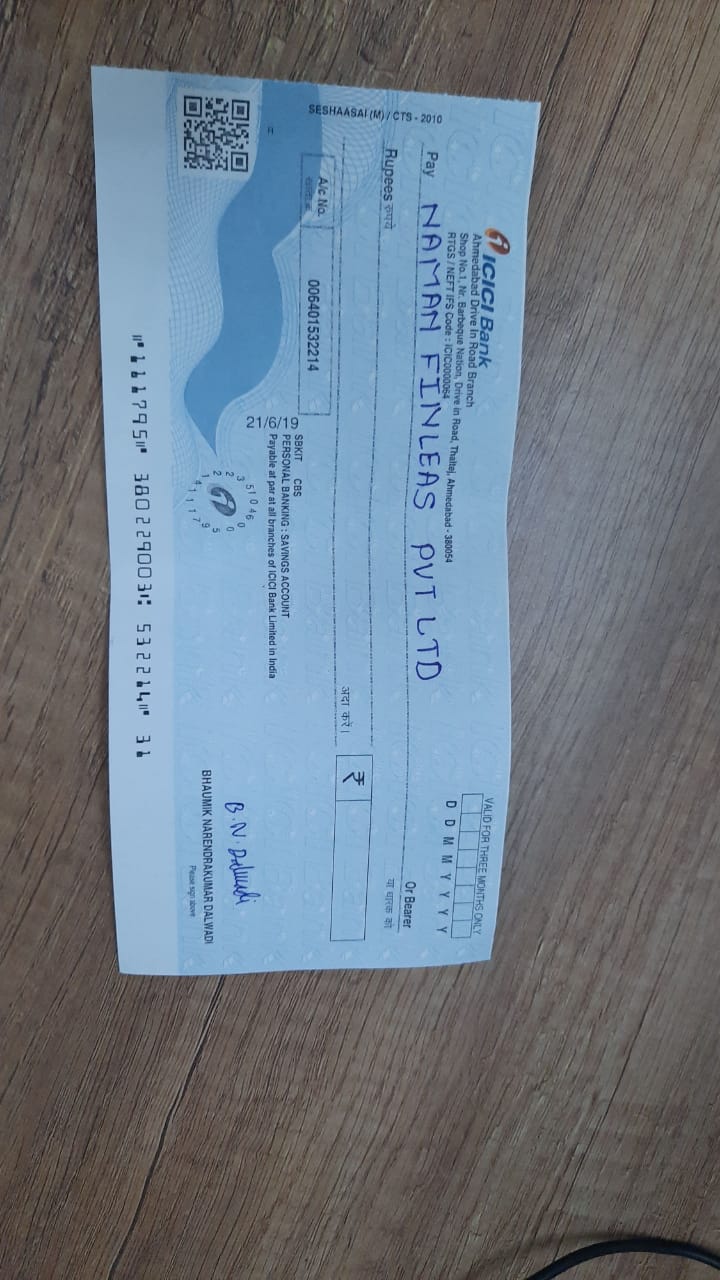 SESHAASAI (M) / CTS - 2010
ICICI Bank
Ahmedabad Drive In Road Branch
Shop No.1, Nr. Barbeque Nation, Drive in Road, Thaltej, Ahmedabad - 380054
RTGS / NEFT IFS Code : ICIC0000064
VALID FOR THREE MONTHS ONLY
D D M M Y Y Y Y
Pay NAMAN FINLEAS PVT LTD
Or Bearer
या धारक को
Rupees रुपये
अदा करें।
₹
A/c No.
006401532214
21/6/19
SBKIT CBS
PERSONAL BANKING : SAVINGS ACCOUNT
Payable at par at all branches of ICICI Bank Limited in India
B.N. Dalwadi
BHAUMIK NARENDRAKUMAR DALWADI
Please sign above
⑈111795⑈ 380229003⑆ 532214⑈ 31